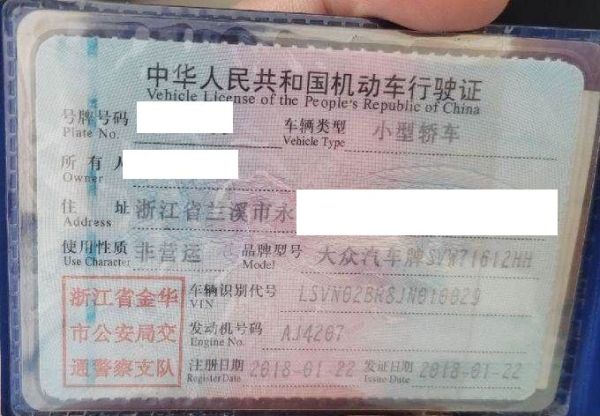 中华人民共和国机动车行驶证
Vehicle License of the People's Republic of China
号牌号码 车辆类型 小型轿车
Plate No. Vehicle Type
所有人
Owner
住址 浙江省兰溪市永
Address
使用性质 非营运 品牌型号 大众汽车牌SVW71612HH
Use Character Model
浙江省金华
市公安局交
通警察支队
车辆识别代号 LSVN02BR8JN010029
VIN
发动机号码 AJ4207
Engine No.
注册日期 2018-01-22 发证日期 2018-01-22
Register Date Issue Date